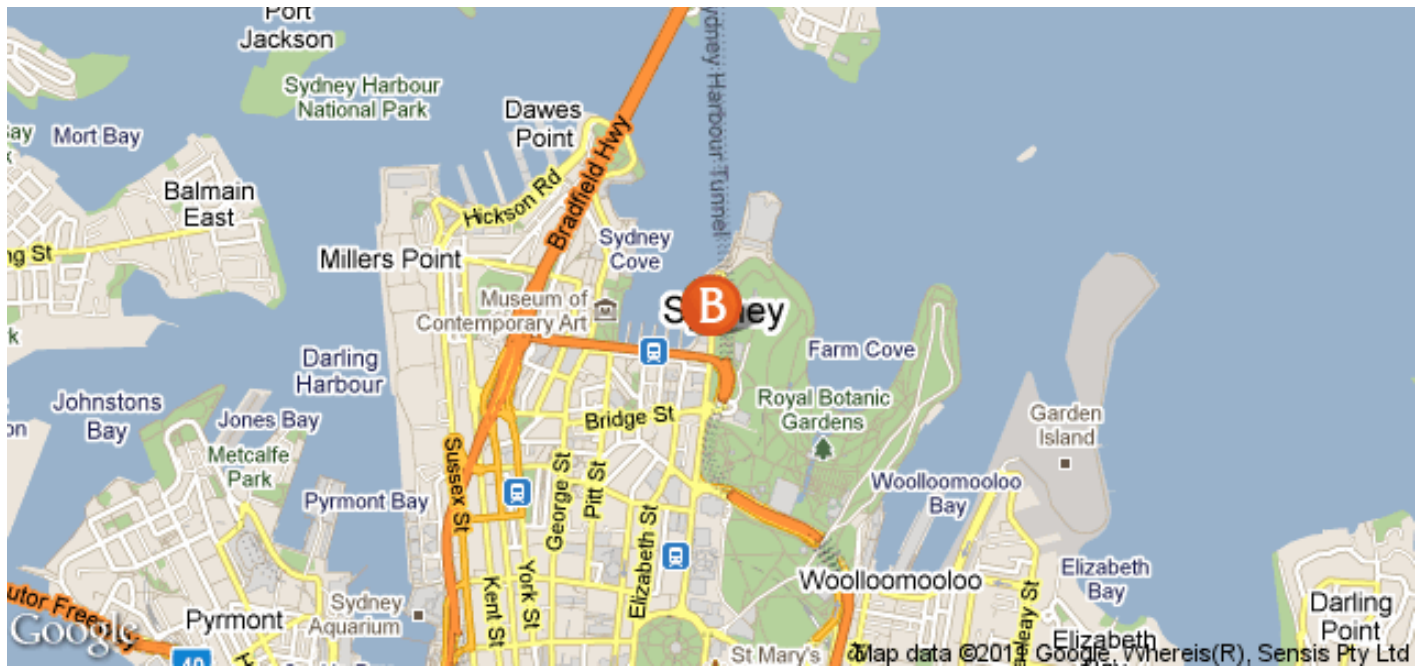 Port
Jackson
Sydney Harbour
National Park
Dawes
Point
Mort Bay
Balmain
East
Hickson Rd
Bradfield Hwy
Sydney Harbour Tunnel
Sydney
Cove
ng St
Millers Point
Museum of
Contemporary Art
B
Darling
Harbour
Farm Cove
Johnstons
Bay
Jones Bay
Bridge St
Royal Botanic
Gardens
Garden
Island
Metcalfe
Park
Sussex St
George St
Pitt St
Pyrmont Bay
Woolloomooloo
Bay
Elizabeth St
Kent St
York St
Woolloomooloo
Elizabeth
Bay
Pyrmont
Sydney
Aquarium
Darling
Point
Google
40
St Mary's
Elizabeth
Map data ©2011 Google, Whereis(R), Sensis Pty Ltd